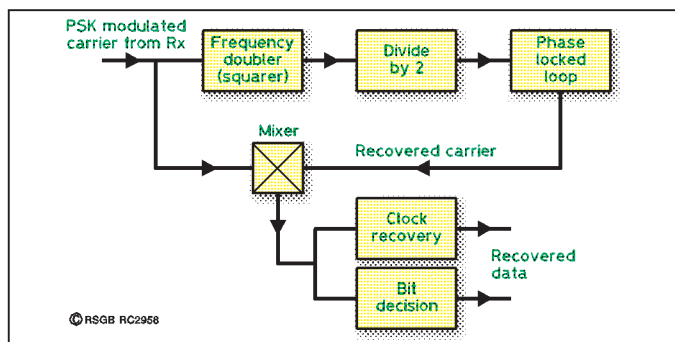 PSK modulated
carrier from Rx
Frequency
doubler
(squarer)
Divide
by 2
Phase
locked
loop
Mixer
Recovered carrier
Clock
recovery
Recovered
data
Bit
decision
© RSGB RC2958